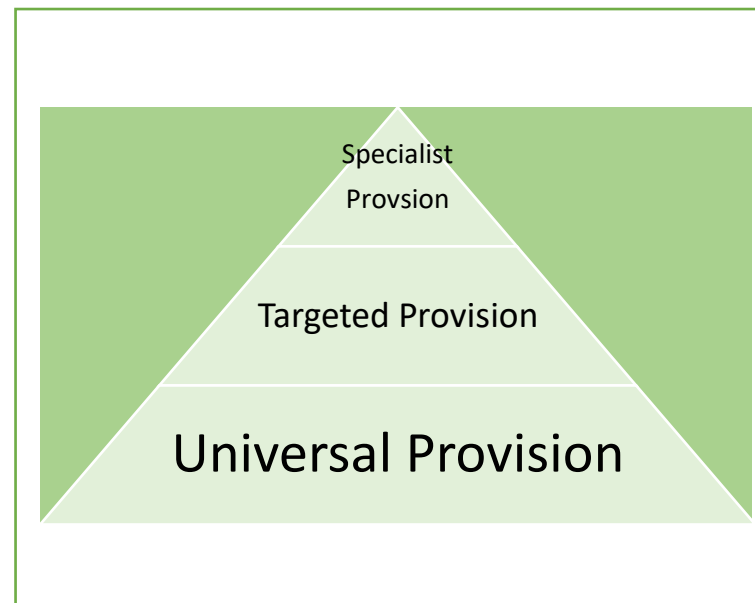 Specialist
Provsion
Targeted Provision
Universal Provision